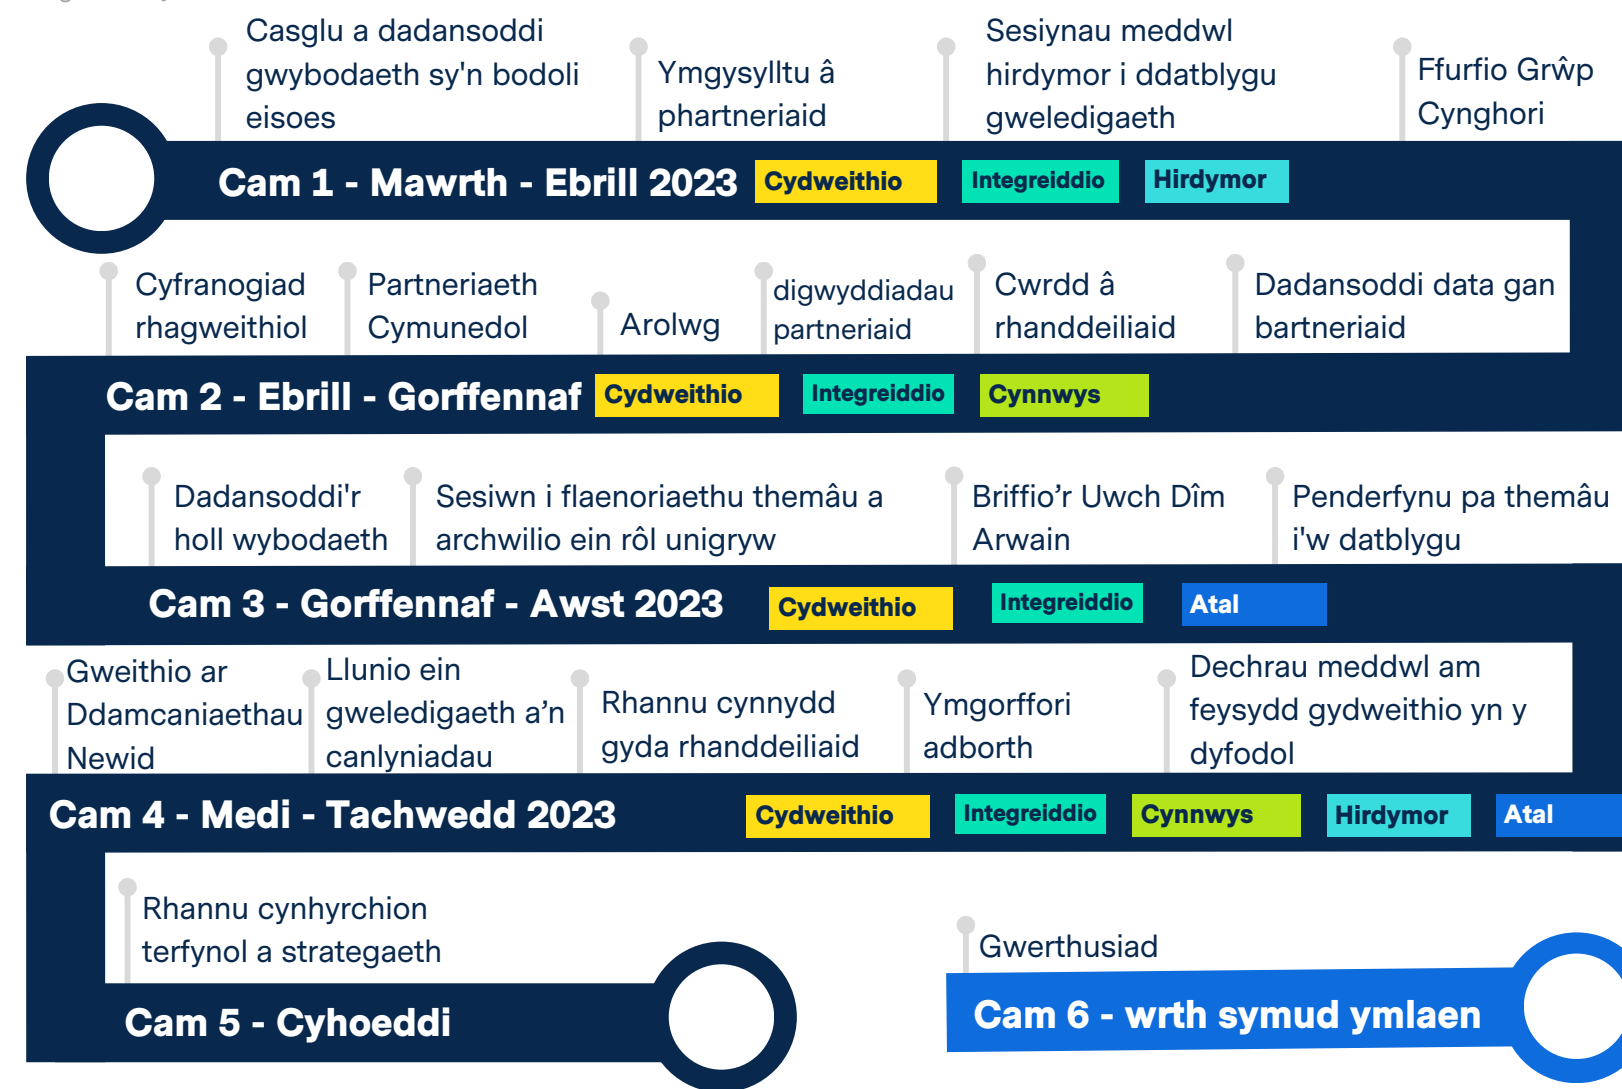 Casglu a dadansoddi
gwybodaeth sy'n bodoli
eisoes
Ymgysylltu â
phartneriaid
Sesiynau meddwl
hirdymor i ddatblygu
gweledigaeth
Ffurfio Grŵp
Cynghori
Cam 1 - Mawrth - Ebrill 2023
Cydweithio
Integreiddio
Hirdymor
Cyfranogiad
rhagweithiol
Partneriaeth
Cymunedol
Arolwg
digwyddiadau
partneriaid
Cwrdd â
rhanddeiliaid
Dadansoddi data gan
bartneriaid
Cam 2 - Ebrill - Gorffennaf
Cydweithio
Integreiddio
Cynnwys
Dadansoddi'r
holl wybodaeth
Sesiwn i flaenoriaethu themâu a
archwilio ein rôl unigryw
Briffio’r Uwch Dîm
Arwain
Penderfynu pa themâu
i'w datblygu
Cam 3 - Gorffennaf - Awst 2023
Cydweithio
Integreiddio
Atal
Gweithio ar
Ddamcaniaethau
Newid
Llunio ein
gweledigaeth a’n
canlyniadau
Rhannu cynnydd
gyda rhanddeiliaid
Ymgorffori
adborth
Dechrau meddwl am
feysydd gydweithio yn y
dyfodol
Cam 4 - Medi - Tachwedd 2023
Cydweithio
Integreiddio
Cynnwys
Hirdymor
Atal
Rhannu cynhyrchion
terfynol a strategaeth
Cam 5 - Cyhoeddi
Gwerthusiad
Cam 6 - wrth symud ymlaen